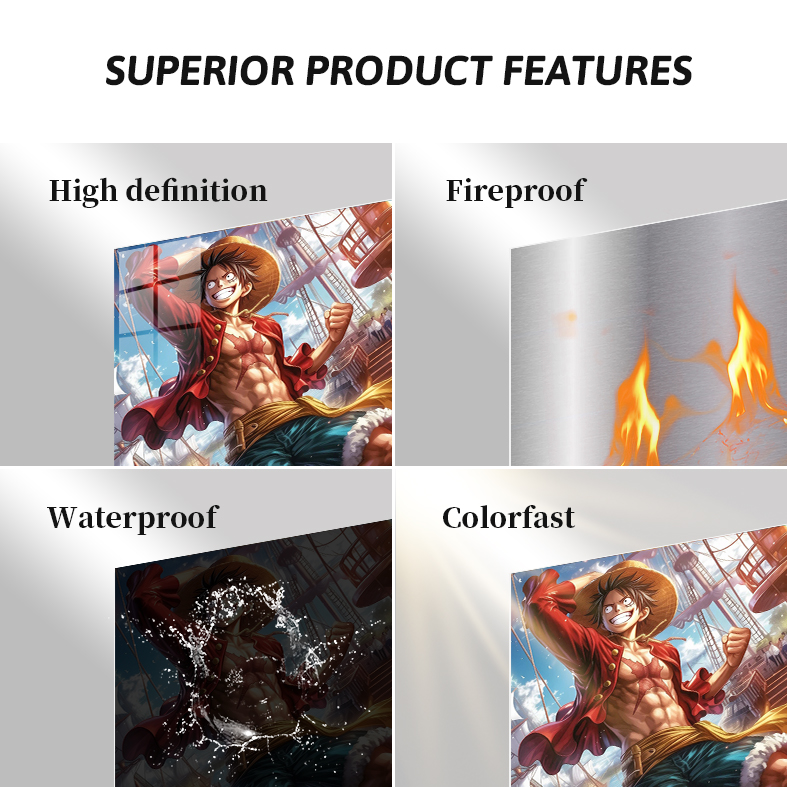 SUPERIOR PRODUCT FEATURES
High definition
Fireproof
Waterproof
Colorfast